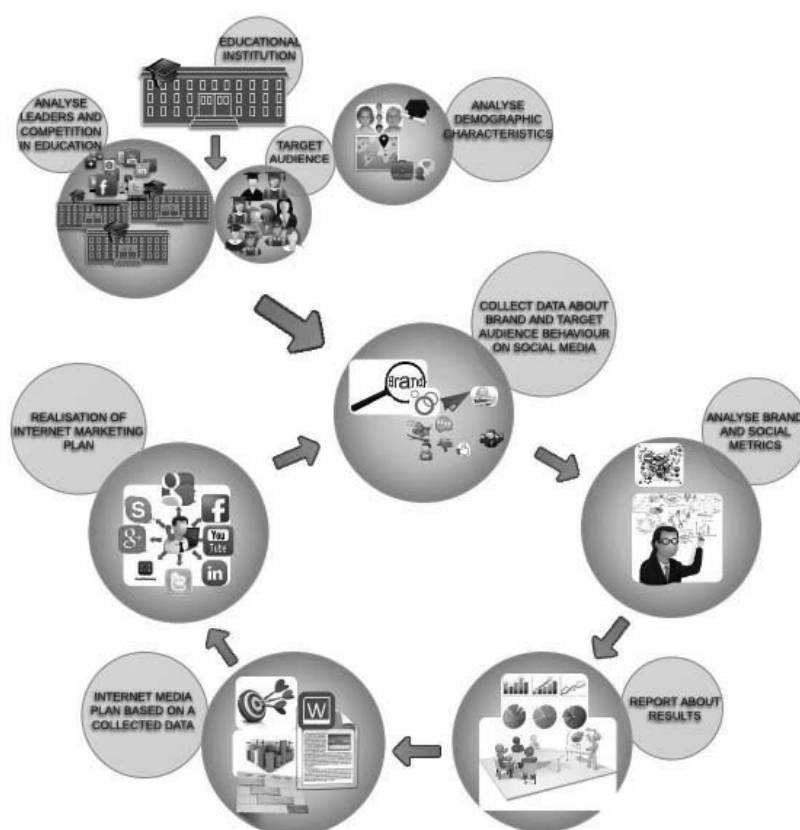 EDUCATIONAL
INSTITUTION
ANALYSE
LEADERS AND
COMPETITION
IN EDUCATION
TARGET
AUDIENCE
ANALYSE
DEMOGRAPHIC
CHARACTERISTICS
COLLECT DATA ABOUT
BRAND AND TARGET
AUDIENCE BEHAVIOUR
ON SOCIAL MEDIA
Brand
ANALYSE BRAND
AND SOCIAL
METRICS
REPORT ABOUT
RESULTS
INTERNET MEDIA
PLAN BASED ON A
COLLECTED DATA
W
REALISATION OF
INTERNET MARKETING
PLAN
S
f
g+
You
Tube
in